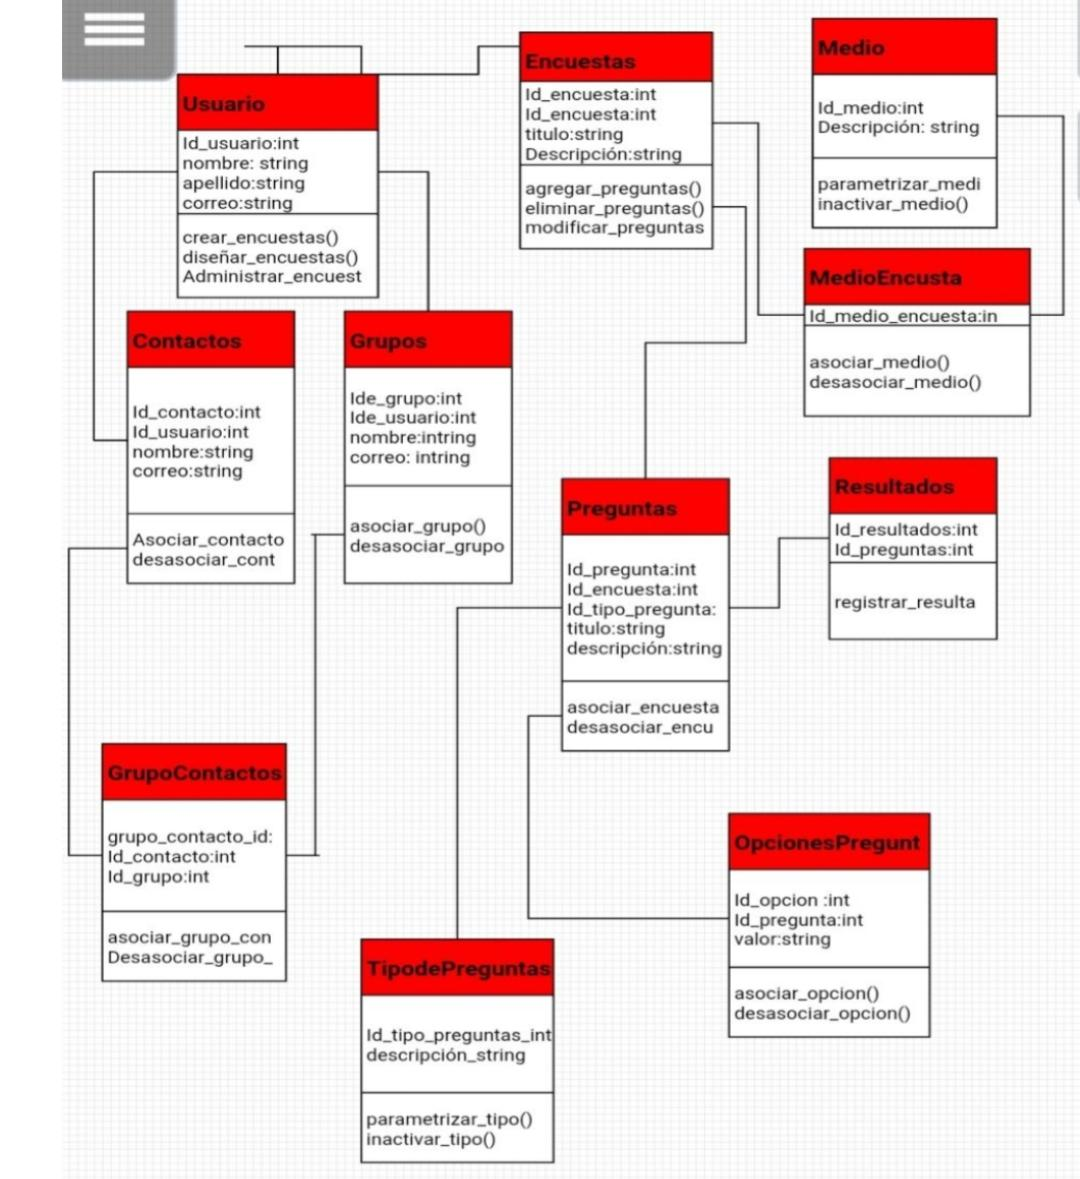 Usuario
Id_usuario:int
nombre: string
apellido:string
correo:string
crear_encuestas()
diseñar_encuestas()
Administrar_encuest
Encuestas
Id_encuesta:int
Id_encuesta:int
titulo:string
Descripción:string
agregar_preguntas()
eliminar_preguntas()
modificar_preguntas
Medio
Id_medio:int
Descripción: string
parametrizar_medi
inactivar_medio()
MedioEncusta
Id_medio_encuesta:in
asociar_medio()
desasociar_medio()
Contactos
Id_contacto:int
Id_usuario:int
nombre:string
correo:string
Asociar_contacto
desasociar_cont
Grupos
Ide_grupo:int
Ide_usuario:int
nombre:intring
correo: intring
asociar_grupo()
desasociar_grupo
Preguntas
Id_pregunta:int
Id_encuesta:int
Id_tipo_pregunta:
titulo:string
descripción:string
asociar_encuesta
desasociar_encu
Resultados
Id_resultados:int
Id_preguntas:int
registrar_resulta
GrupoContactos
grupo_contacto_id:
Id_contacto:int
Id_grupo:int
asociar_grupo_con
Desasociar_grupo_
OpcionesPregunt
Id_opcion :int
Id_pregunta:int
valor:string
asociar_opcion()
desasociar_opcion()
TipodePreguntas
Id_tipo_preguntas_int
descripción_string
parametrizar_tipo()
inactivar_tipo()